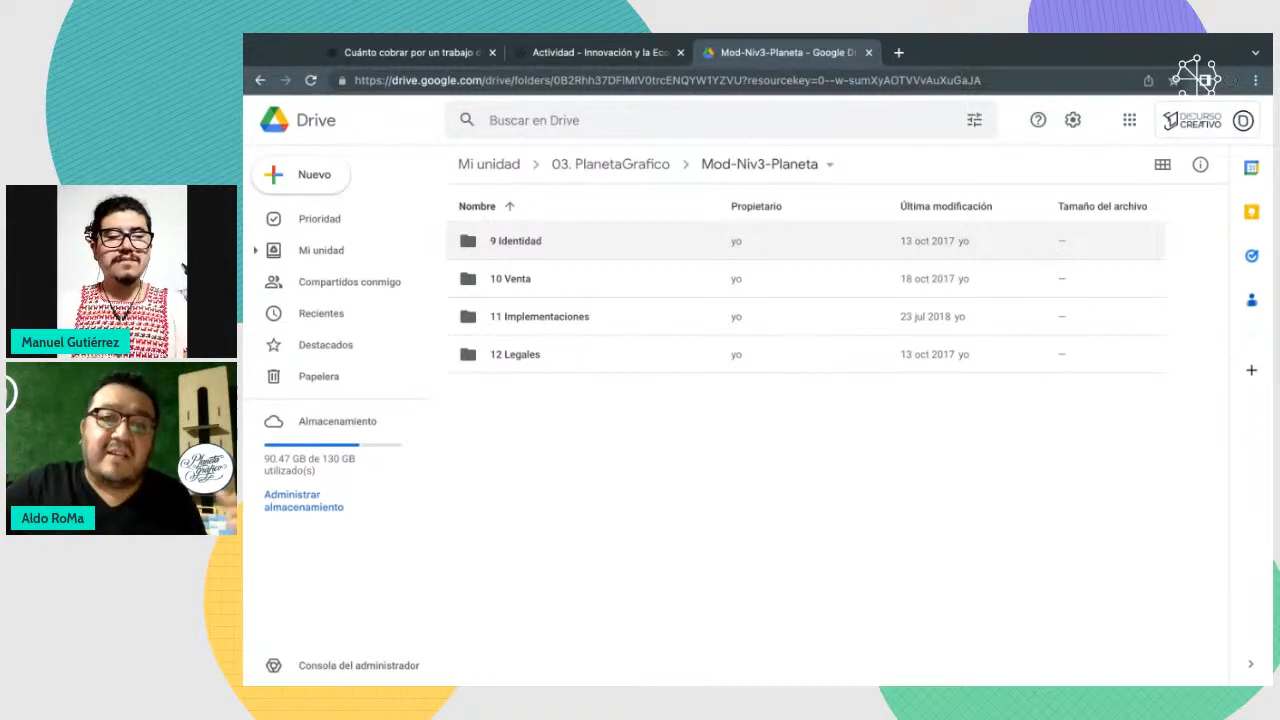 Cuánto cobrar por un trabajo d
Actividad - Innovación y la Eco
Mod-Niv3-Planeta - Google Dr
https://drive.google.com/drive/folders/0B2Rhh37DFlMlV0trcENQYW1YZVU?resourcekey=0--w-sumXyAOTVVvAuXuGaJA
Drive
Buscar en Drive
DISCURSO
CREATIVO
Nuevo
Mi unidad > 03. PlanetaGrafico > Mod-Niv3-Planeta
Nombre Propietario Última modificación Tamaño del archivo
9 Identidad yo 13 oct 2017 yo –
10 Venta yo 18 oct 2017 yo –
11 Implementaciones yo 23 jul 2018 yo –
12 Legales yo 13 oct 2017 yo –
Prioridad
Mi unidad
Compartidos conmigo
Recientes
Destacados
Papelera
Almacenamiento
90.47 GB de 130 GB
utilizado(s)
Administrar
almacenamiento
Consola del administrador
31
Manuel Gutiérrez
Planeta
Gráfico
Aldo RoMa